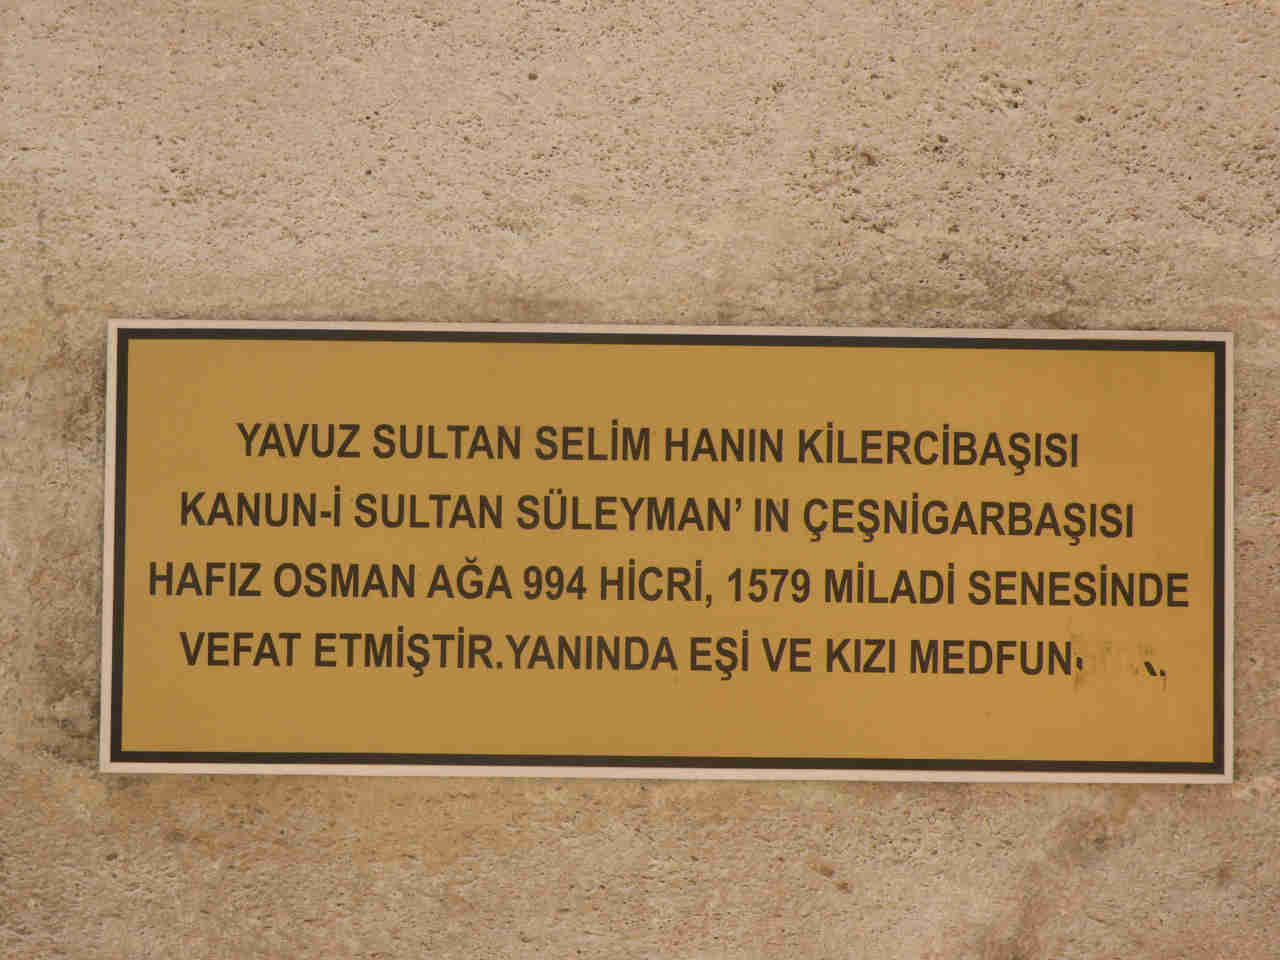 YAVUZ SULTAN SELİM HANIN KİLERCİBAŞISI
KANUN-İ SULTAN SÜLEYMAN’ IN ÇEŞNİGARBAŞISI
HAFIZ OSMAN AĞA 994 HİCRİ, 1579 MİLADİ SENESİNDE
VEFAT ETMİŞTİR.YANINDA EŞİ VE KIZI